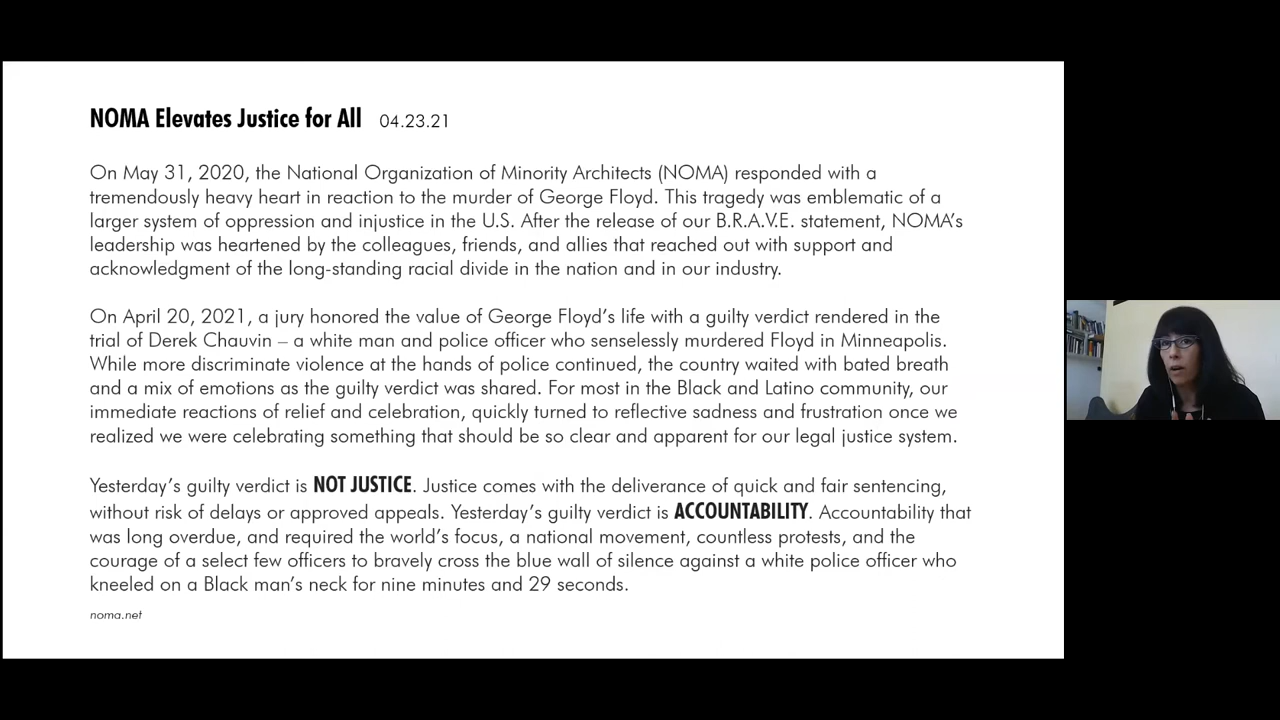 NOMA Elevates Justice for All 04.23.21
On May 31, 2020, the National Organization of Minority Architects (NOMA) responded with a
tremendously heavy heart in reaction to the murder of George Floyd. This tragedy was emblematic of a
larger system of oppression and injustice in the U.S. After the release of our B.R.A.V.E. statement, NOMA's
leadership was heartened by the colleagues, friends, and allies that reached out with support and
acknowledgment of the long-standing racial divide in the nation and in our industry.
On April 20, 2021, a jury honored the value of George Floyd's life with a guilty verdict rendered in the
trial of Derek Chauvin – a white man and police officer who senselessly murdered Floyd in Minneapolis.
While more discriminate violence at the hands of police continued, the country waited with bated breath
and a mix of emotions as the guilty verdict was shared. For most in the Black and Latino community, our
immediate reactions of relief and celebration, quickly turned to reflective sadness and frustration once we
realized we were celebrating something that should be so clear and apparent for our legal justice system.
Yesterday's guilty verdict is NOT JUSTICE. Justice comes with the deliverance of quick and fair sentencing,
without risk of delays or approved appeals. Yesterday's guilty verdict is ACCOUNTABILITY. Accountability that
was long overdue, and required the world's focus, a national movement, countless protests, and the
courage of a select few officers to bravely cross the blue wall of silence against a white police officer who
kneeled on a Black man's neck for nine minutes and 29 seconds.
noma.net